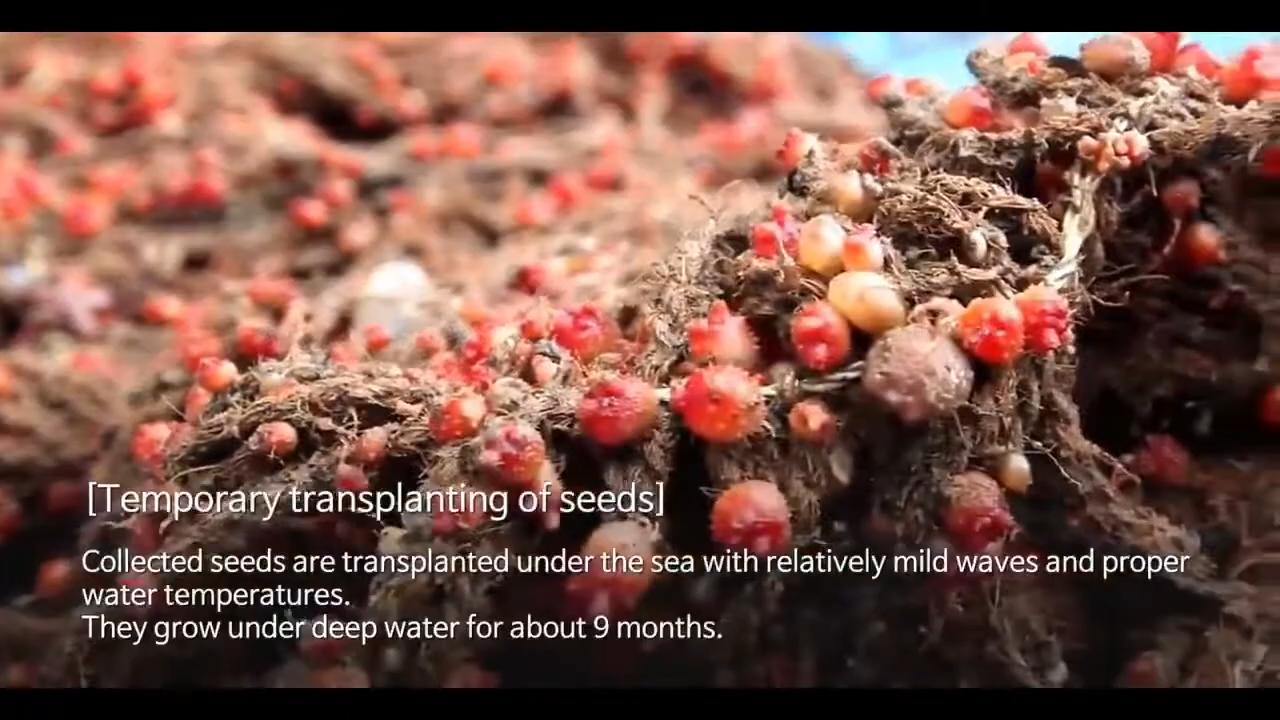 [Temporary transplanting of seeds]
Collected seeds are transplanted under the sea with relatively mild waves and proper
water temperatures.
They grow under deep water for about 9 months.